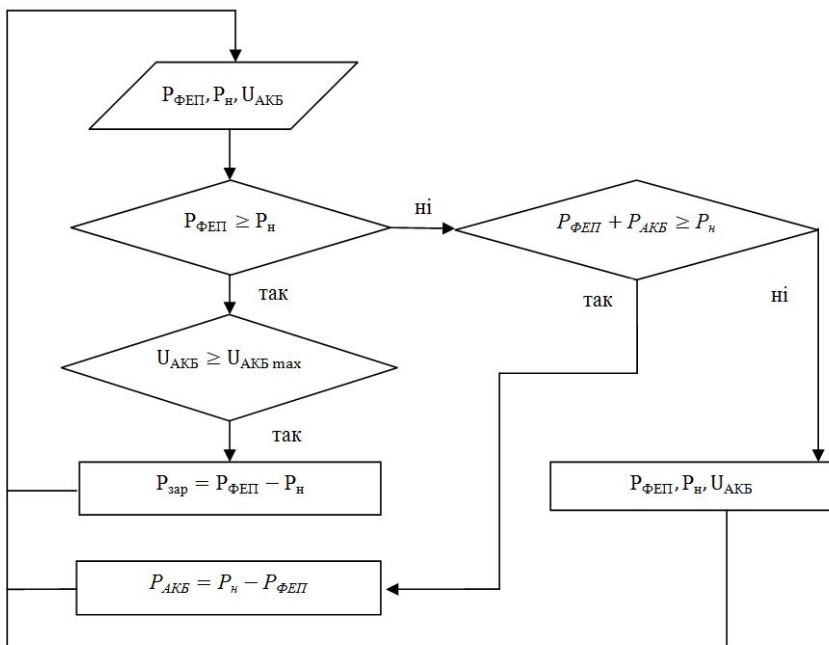 P_ФЕП, P_н, U_АКБ
P_ФЕП ≥ P_н
ні
P_ФЕП + P_АКБ ≥ P_н
так
так
ні
U_АКБ ≥ U_АКБ max
так
P_зар = P_ФЕП − P_н
P_ФЕП, P_н, U_АКБ
P_АКБ = P_н − P_ФЕП